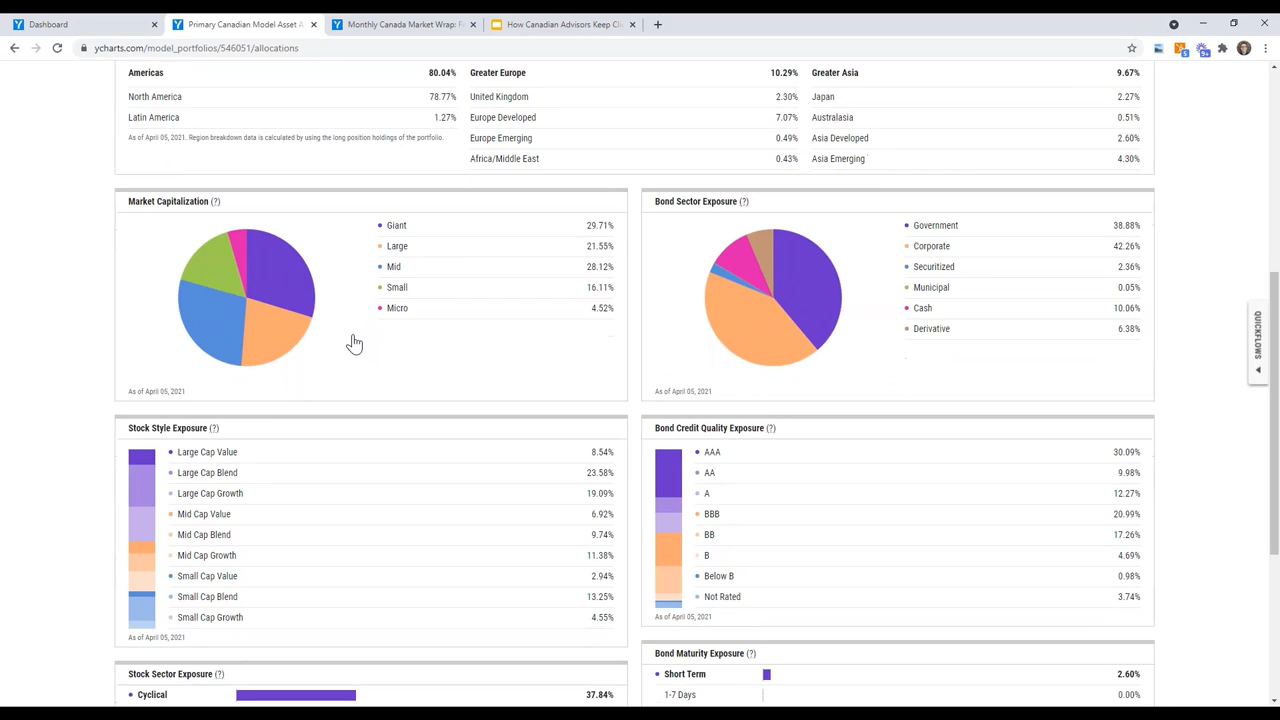 Dashboard
Primary Canadian Model Asset A
Monthly Canada Market Wrap: F
How Canadian Advisors Keep Cli
ycharts.com/model_portfolios/546051/allocations
Americas 80.04%
North America 78.77%
Latin America 1.27%
As of April 05, 2021. Region breakdown data is calculated by using the long position holdings of the portfolio.
Greater Europe 10.29%
United Kingdom 2.30%
Europe Developed 7.07%
Europe Emerging 0.49%
Africa/Middle East 0.43%
Greater Asia 9.67%
Japan 2.27%
Australasia 0.51%
Asia Developed 2.60%
Asia Emerging 4.30%
Market Capitalization (?)
Giant 29.71%
Large 21.55%
Mid 28.12%
Small 16.11%
Micro 4.52%
As of April 05, 2021
Bond Sector Exposure (?)
Government 38.88%
Corporate 42.26%
Securitized 2.36%
Municipal 0.05%
Cash 10.06%
Derivative 6.38%
As of April 05, 2021
Stock Style Exposure (?)
Large Cap Value 8.54%
Large Cap Blend 23.58%
Large Cap Growth 19.09%
Mid Cap Value 6.92%
Mid Cap Blend 9.74%
Mid Cap Growth 11.38%
Small Cap Value 2.94%
Small Cap Blend 13.25%
Small Cap Growth 4.55%
As of April 05, 2021
Bond Credit Quality Exposure (?)
AAA 30.09%
AA 9.98%
A 12.27%
BBB 20.99%
BB 17.26%
B 4.69%
Below B 0.98%
Not Rated 3.74%
As of April 05, 2021
Stock Sector Exposure (?)
Cyclical 37.84%
Bond Maturity Exposure (?)
Short Term 2.60%
1-7 Days 0.00%
QUICKFLOWS